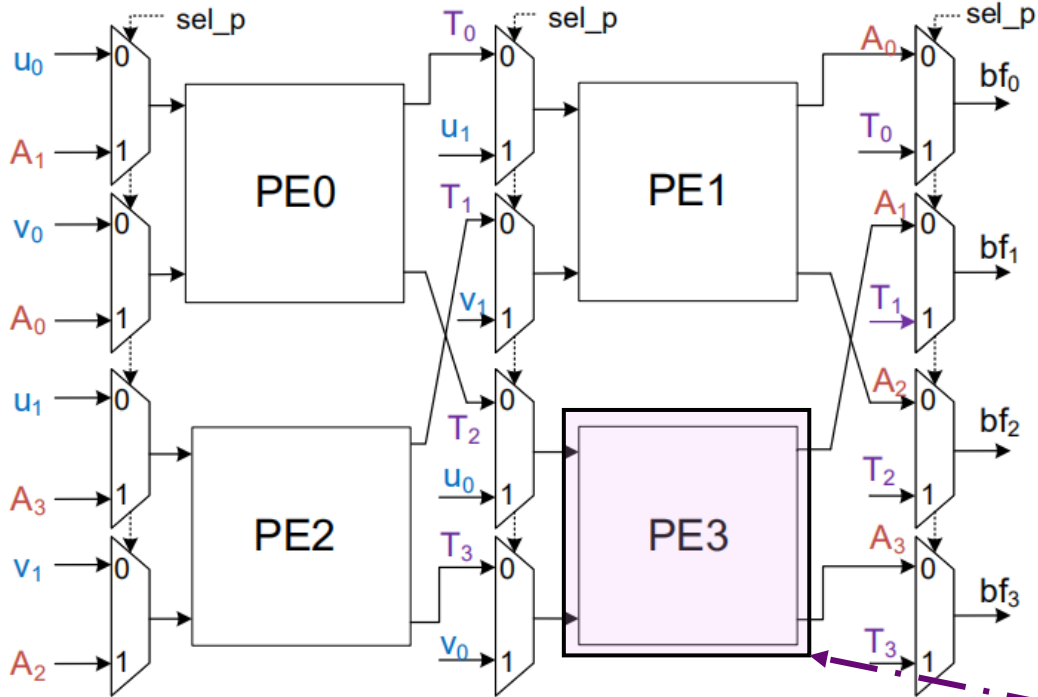 sel_p
T₀
sel_p
A₀
sel_p
u₀
0
0
0
bf₀
A₁
1
u₁
1
T₀
1
PE0
PE1
v₀
0
T₁
0
A₁
0
bf₁
A₀
1
v₁
1
T₁
1
u₁
0
T₂
0
A₂
0
bf₂
A₃
1
u₀
1
T₂
1
PE2
PE3
v₁
0
T₃
0
A₃
0
bf₃
A₂
1
v₀
1
T₃
1